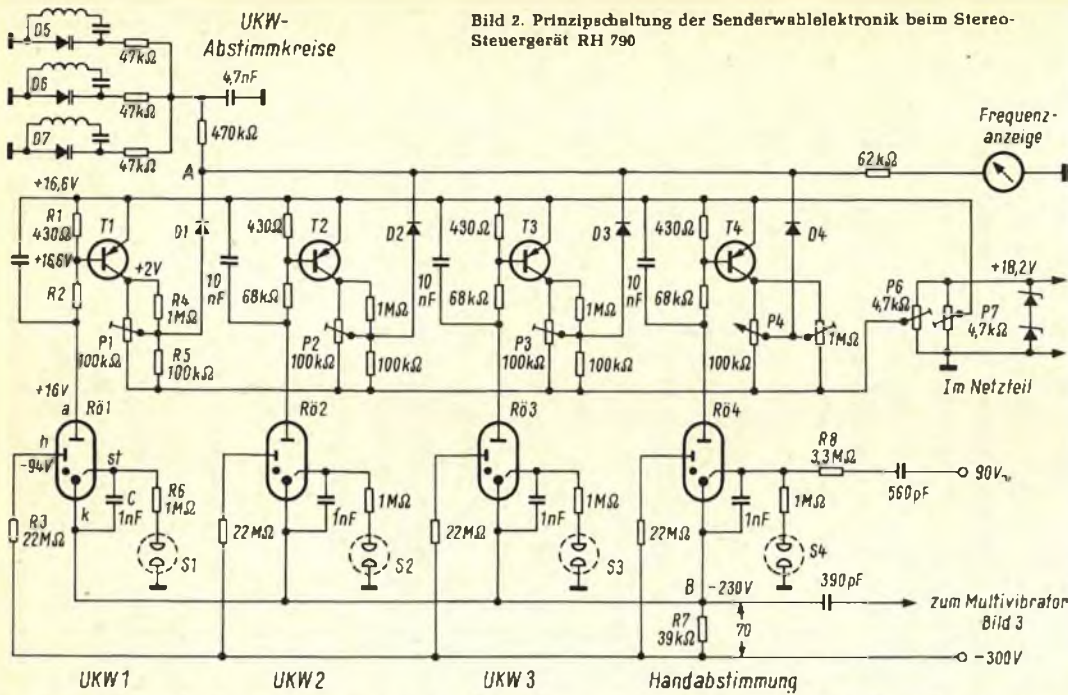 Bild 2. Prinzipschaltung der Senderwahlelektronik beim Stereo-
Steuergerät RH 790
UKW-
Abstimmkreise
D5
47kΩ
D6
47kΩ
D7
47kΩ
4,7nF
470kΩ
A
Frequenz-
anzeige
62kΩ
+16,6V
R1
430Ω
T1
+16,6V
R2
+2V
R4
1MΩ
P1
100kΩ
R5
100kΩ
D1
10
nF
430Ω
T2
68kΩ
1MΩ
P2
100kΩ
100kΩ
D2
10
nF
430Ω
T3
68kΩ
1MΩ
P3
100kΩ
100kΩ
D3
10
nF
430Ω
T4
68kΩ
D4
P4
100kΩ
1MΩ
+18,2V
P6
4,7kΩ
P7
4,7kΩ
Im Netzteil
+16V
a
Rö1
h
-94V
st
k
C
1nF
R6
1MΩ
R3
22MΩ
S1
Rö2
22MΩ
1nF
1MΩ
S2
Rö3
22MΩ
1nF
1MΩ
S3
Rö4
22MΩ
1nF
1MΩ
S4
R8
3,3MΩ
560pF
90V~
B
-230V
390pF
zum Multivibrator
Bild 3
R7
39kΩ
70
-300V
UKW1
UKW2
UKW3
Handabstimmung